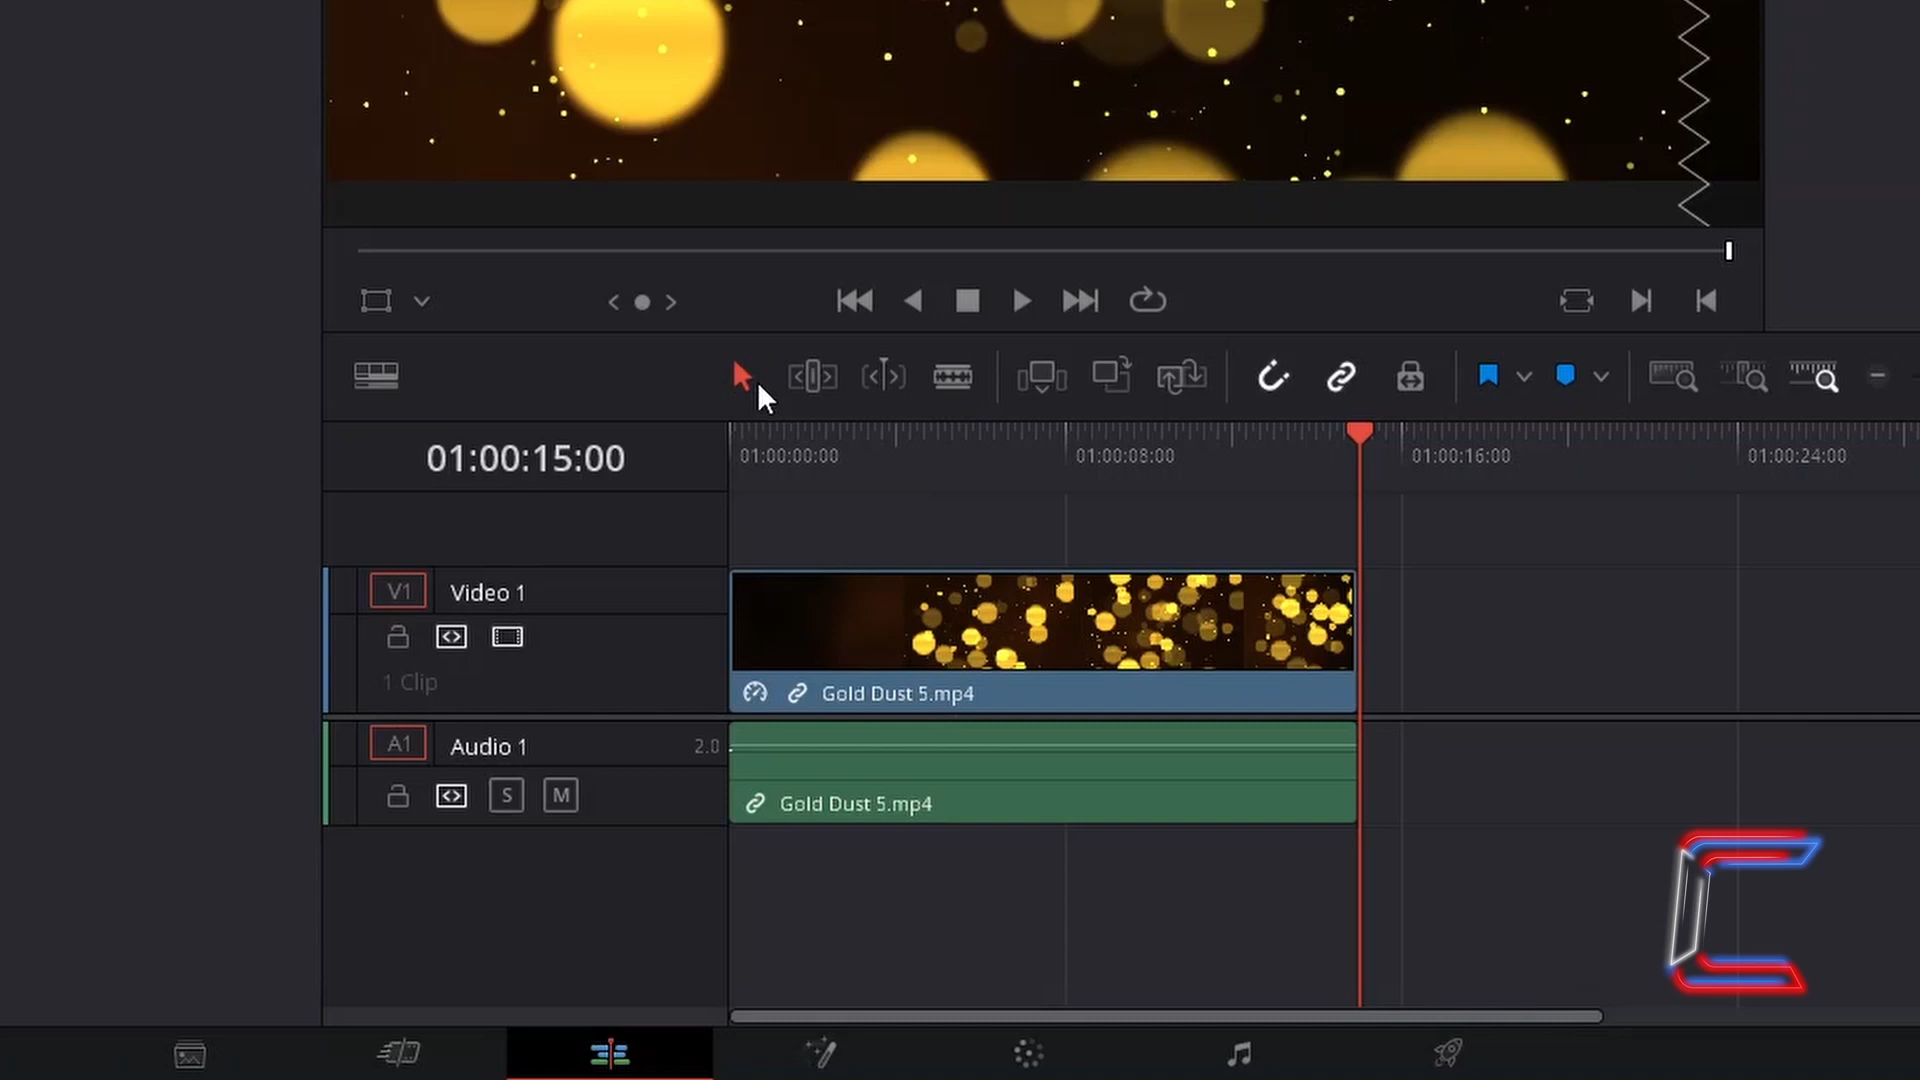 01:00:15:00
01:00:00:00
01:00:08:00
01:00:16:00
01:00:24:00
V1
Video 1
1 Clip
Gold Dust 5.mp4
A1
Audio 1
2.0
S
M
Gold Dust 5.mp4
C